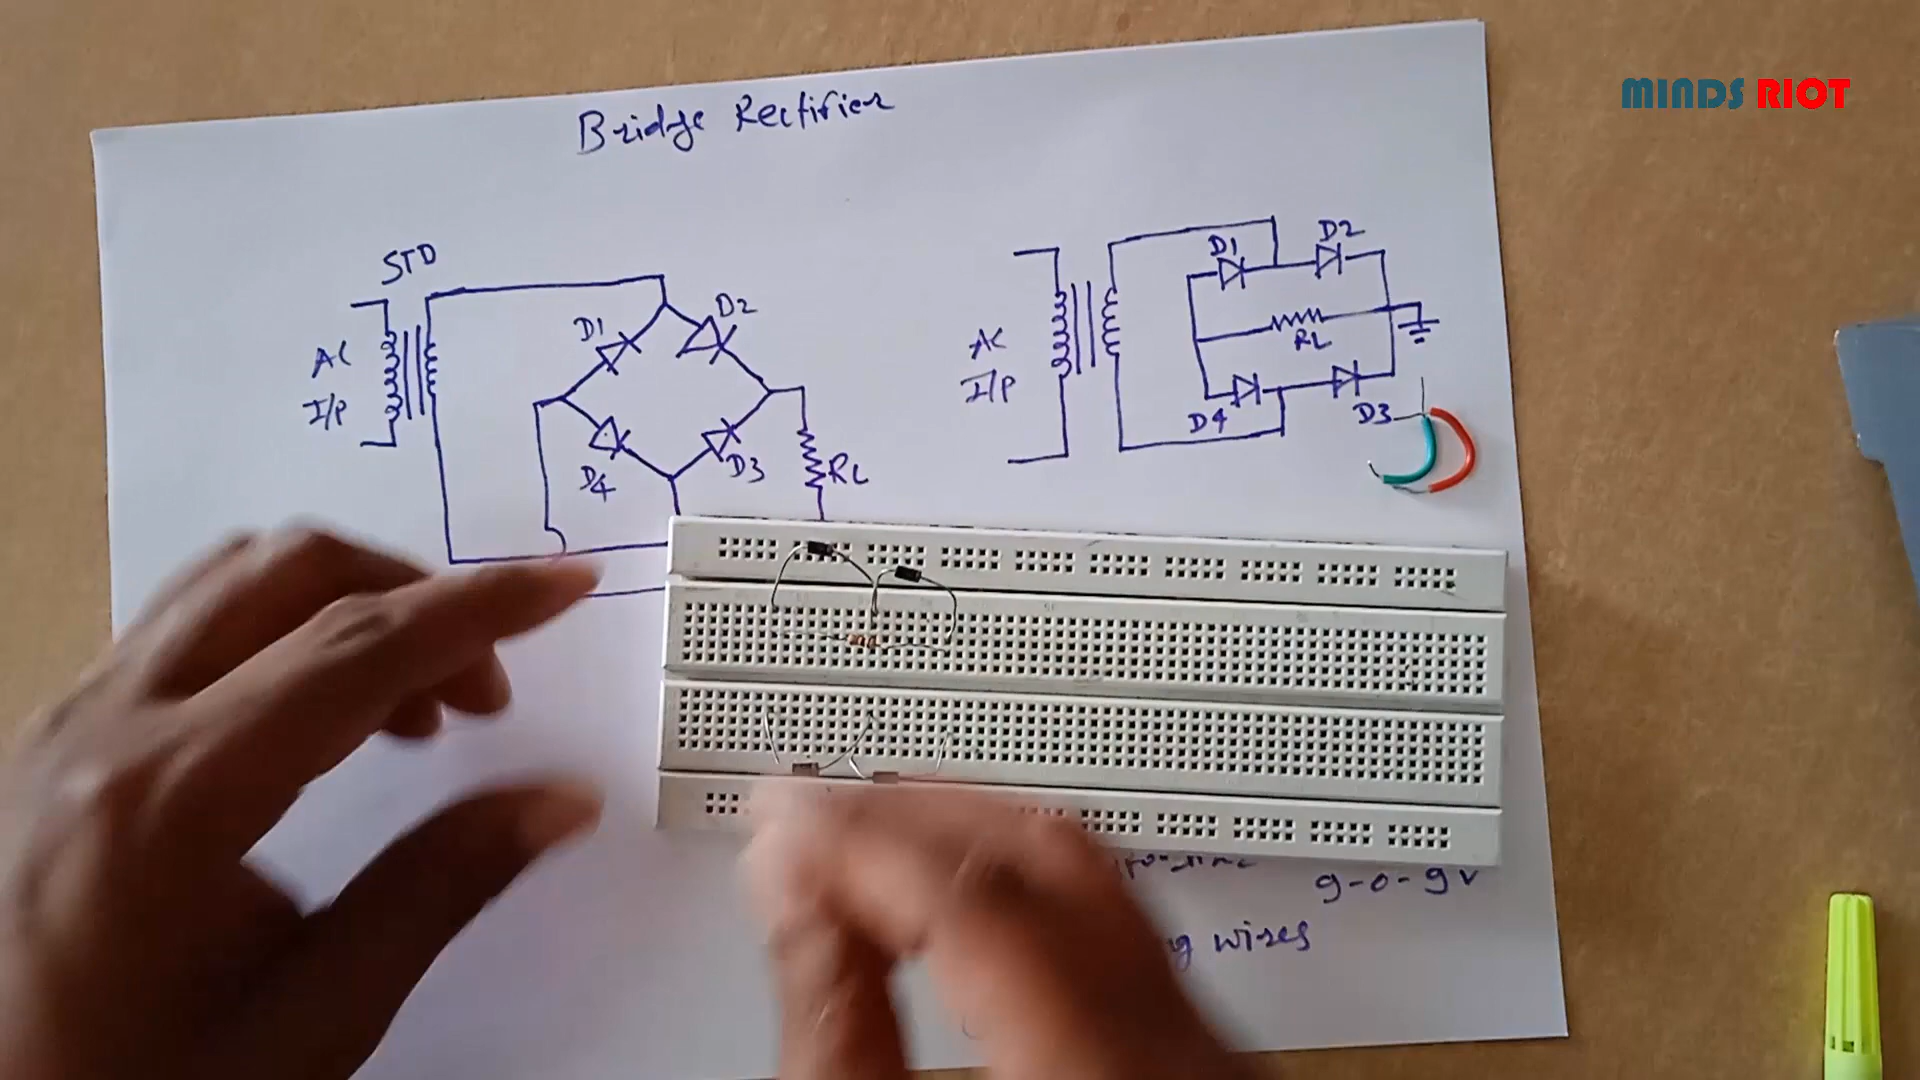 MINDS RIOT
Bridge Rectifier
STD
AC
I/P
D1
D2
D4
D3
RL
AC
I/P
D1
D2
RL
D4
D3
9-0-9V
wires